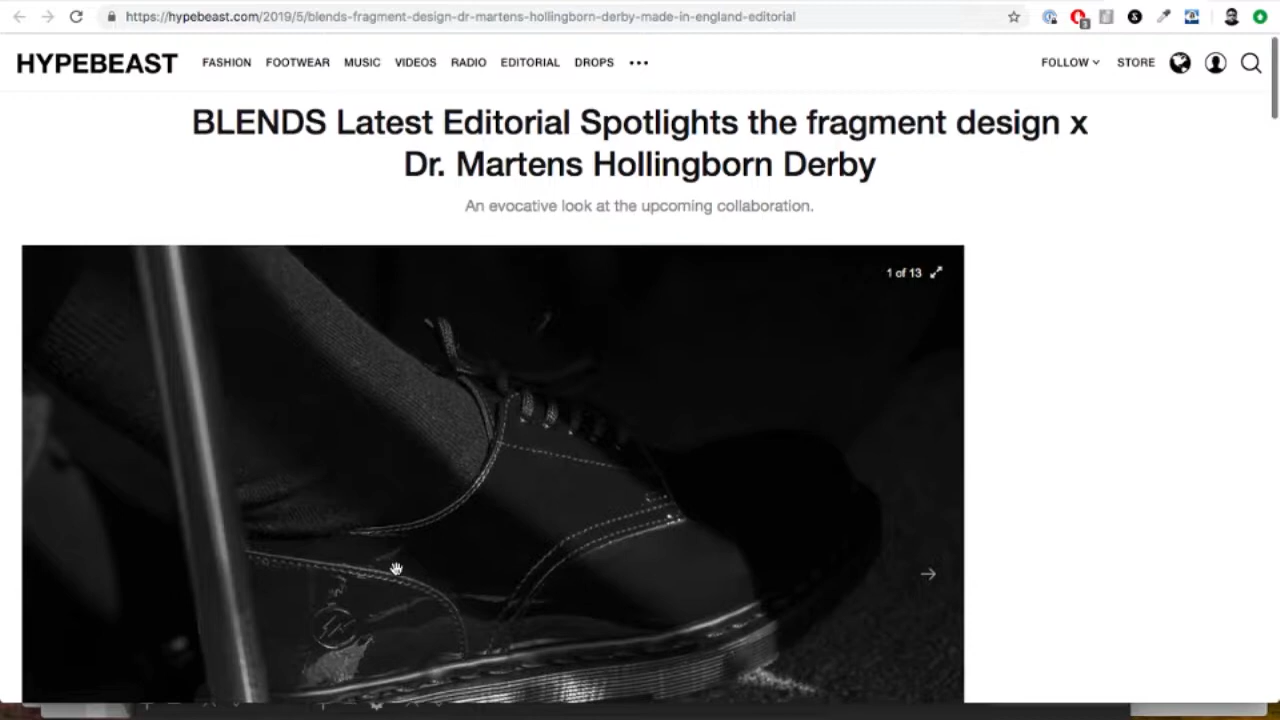 https://hypebeast.com/2019/5/blends-fragment-design-dr-martens-hollingborn-derby-made-in-england-editorial
3
HYPEBEAST FASHION FOOTWEAR MUSIC VIDEOS RADIO EDITORIAL DROPS ••• FOLLOW STORE
BLENDS Latest Editorial Spotlights the fragment design x
Dr. Martens Hollingborn Derby
An evocative look at the upcoming collaboration.
1 of 13